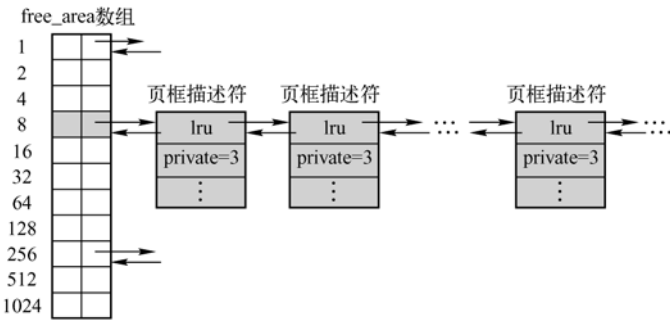 free_area数组
1
2
4
页框描述符 页框描述符 页框描述符
8 lru lru ⋯ lru ⋯
16 private=3 private=3 private=3
32 ⋮ ⋮ ⋮
64
128
256
512
1024